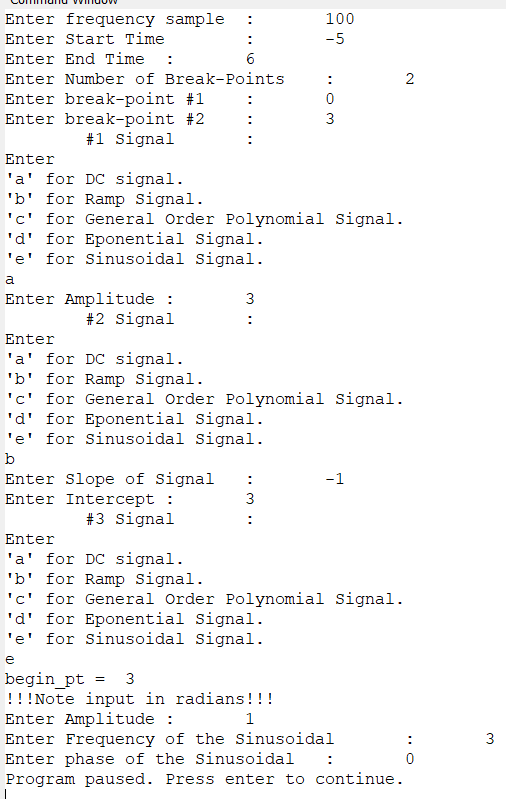 Command Window
Enter frequency sample : 100
Enter Start Time : -5
Enter End Time : 6
Enter Number of Break-Points : 2
Enter break-point #1 : 0
Enter break-point #2 : 3
#1 Signal :
Enter
'a' for DC signal.
'b' for Ramp Signal.
'c' for General Order Polynomial Signal.
'd' for Eponential Signal.
'e' for Sinusoidal Signal.
a
Enter Amplitude : 3
#2 Signal :
Enter
'a' for DC signal.
'b' for Ramp Signal.
'c' for General Order Polynomial Signal.
'd' for Eponential Signal.
'e' for Sinusoidal Signal.
b
Enter Slope of Signal : -1
Enter Intercept : 3
#3 Signal :
Enter
'a' for DC signal.
'b' for Ramp Signal.
'c' for General Order Polynomial Signal.
'd' for Eponential Signal.
'e' for Sinusoidal Signal.
e
begin_pt = 3
!!!Note input in radians!!!
Enter Amplitude : 1
Enter Frequency of the Sinusoidal : 3
Enter phase of the Sinusoidal : 0
Program paused. Press enter to continue.